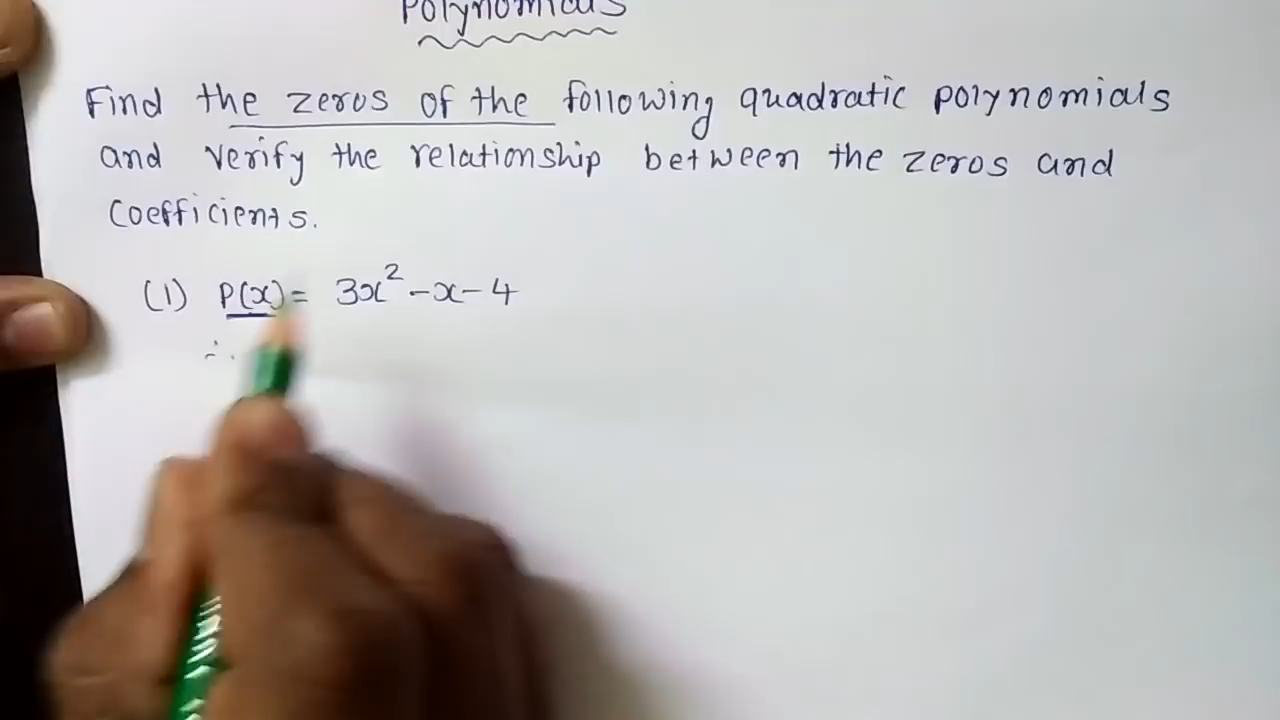 Polynomials
Find the zeros of the following quadratic polynomials
and verify the relationship between the zeros and
coefficients.
(1) P(x)= 3x² -x- 4
∴